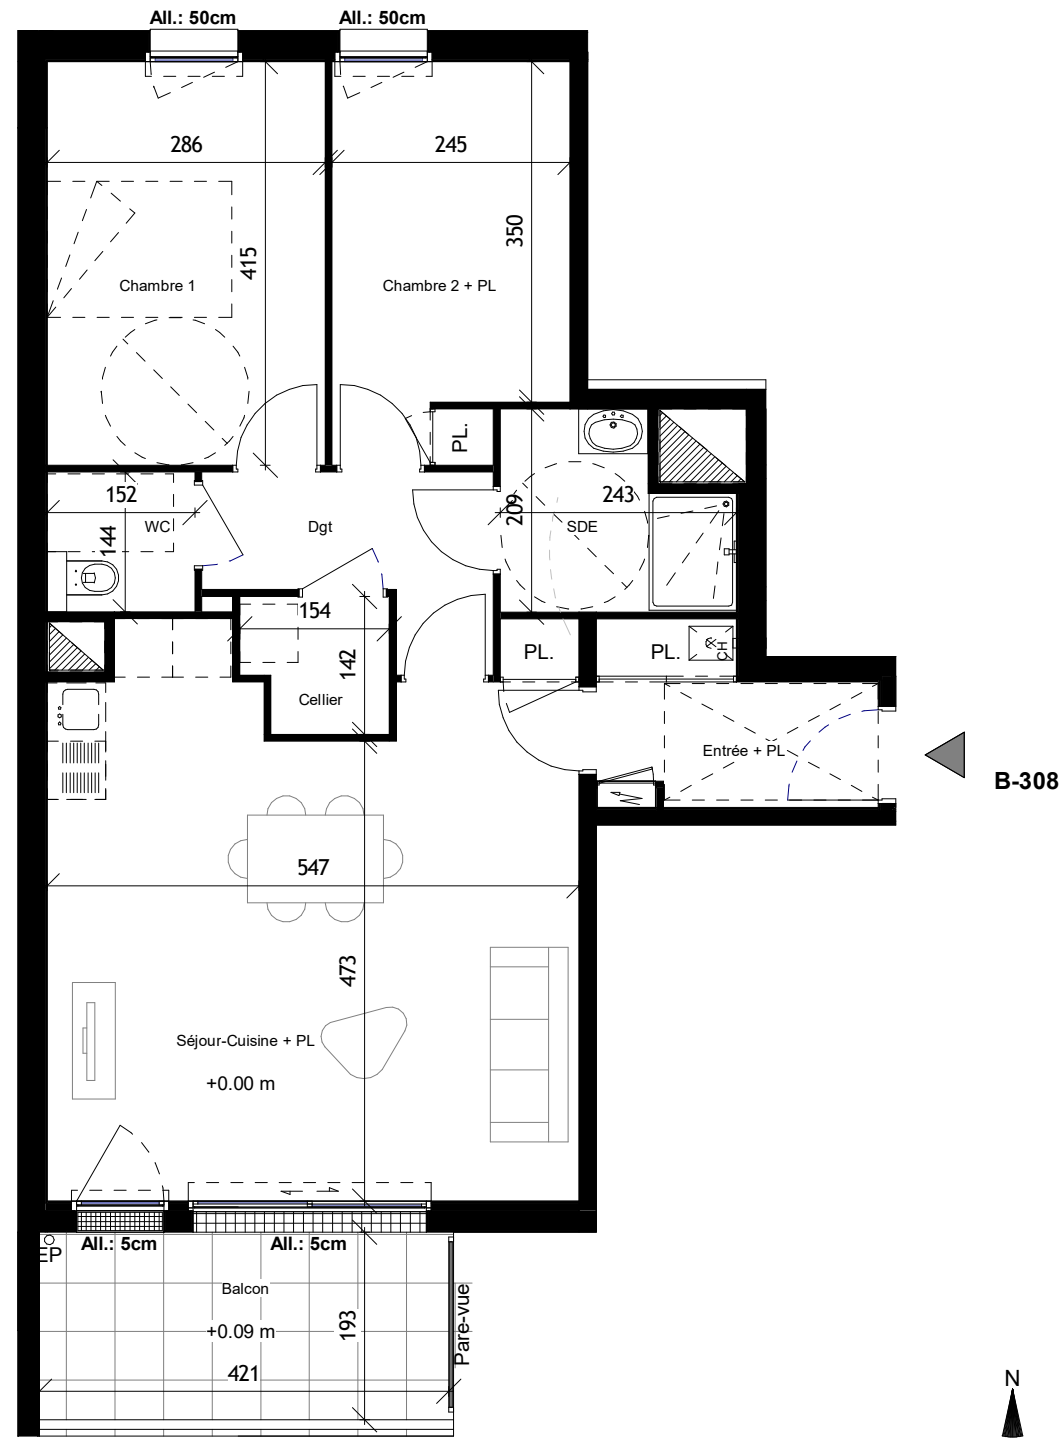 All.: 50cm
All.: 50cm
286
245
350
415
Chambre 1
Chambre 2 + PL
PL.
152
144
WC
Dgt
209
243
SDE
154
142
Cellier
PL.
PL.
CH
Entrée + PL
B-308
547
473
Séjour-Cuisine + PL
+0.00 m
All.: 5cm
All.: 5cm
EP
Balcon
+0.09 m
193
Pare-vue
421
N